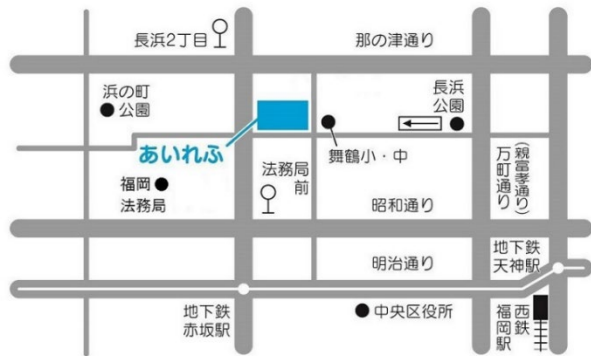 長浜2丁目
那の津通り
浜の町
公園
長浜
公園
あいれふ
舞鶴小・中
法務局
前
福岡
法務局
万町通り
(親富孝通り)
昭和通り
明治通り
地下鉄
天神駅
地下鉄
赤坂駅
中央区役所
西鉄
福岡駅